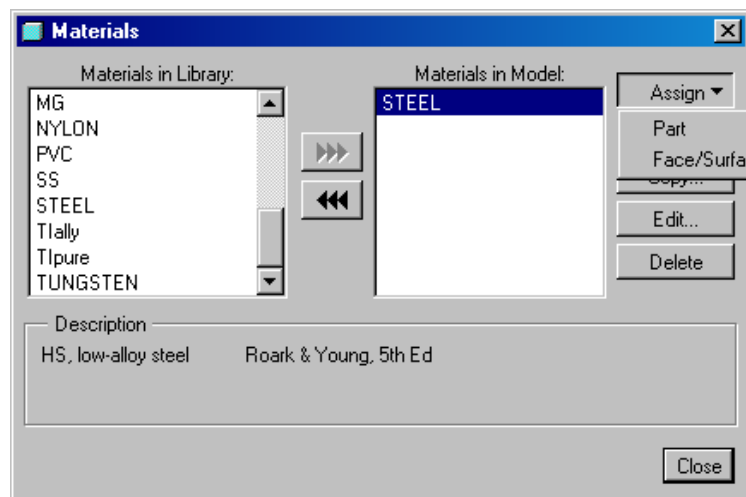 Materials
Materials in Library:
MG
NYLON
PVC
SS
STEEL
TIally
TIpure
TUNGSTEN
Materials in Model:
STEEL
Assign
Part
Face/Surfa
Copy...
Edit...
Delete
Description
HS, low-alloy steel Roark & Young, 5th Ed
Close